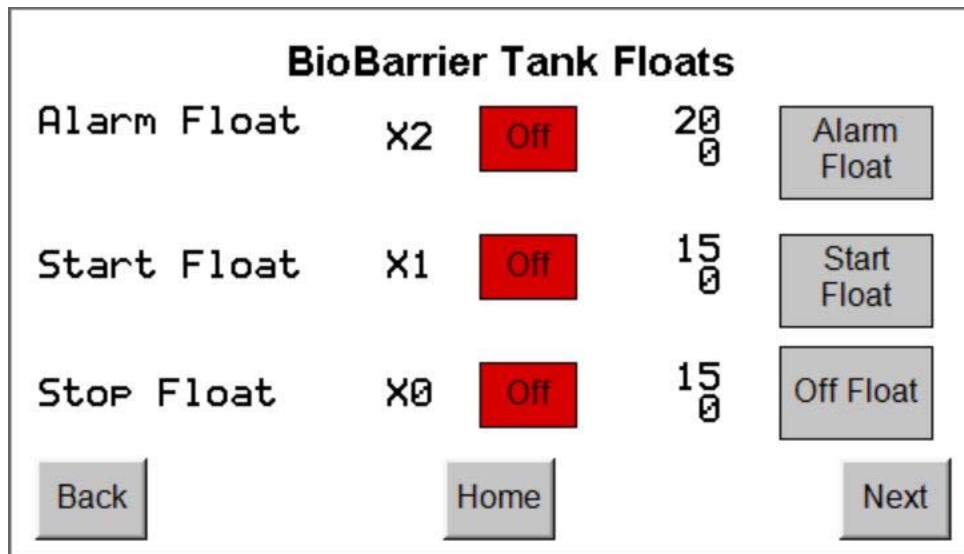 BioBarrier Tank Floats
Alarm Float X2 Off 20 Alarm
0 Float
Start Float X1 Off 15 Start
0 Float
Stop Float X0 Off 15 Off Float
0
Back Home Next